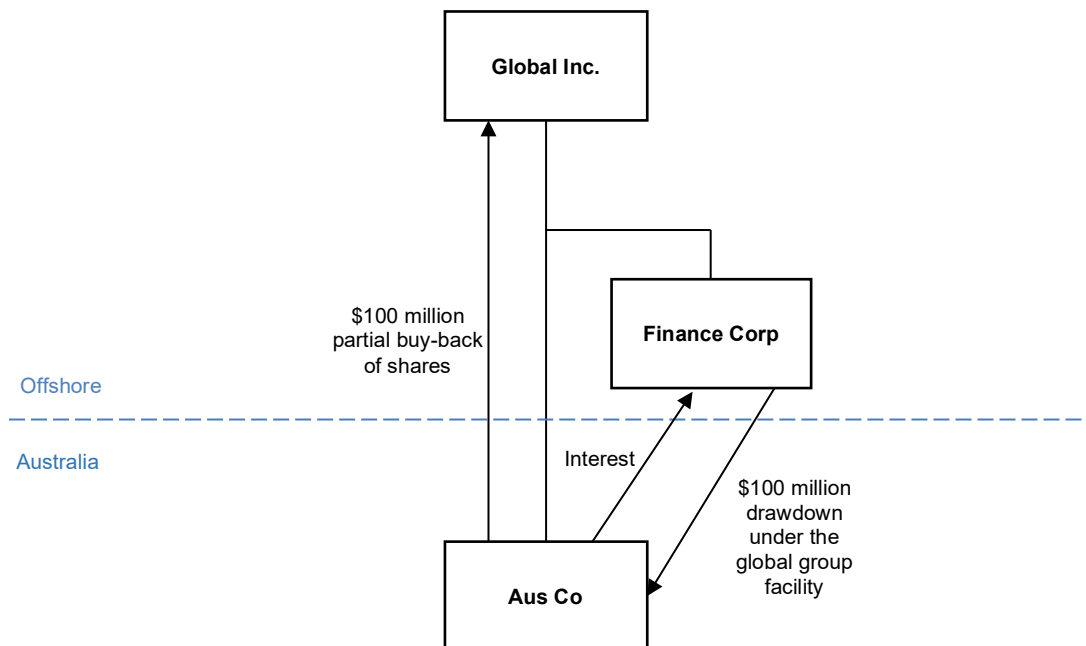 Global Inc.
$100 million
partial buy-back
of shares
Finance Corp
Offshore
Australia
Interest
$100 million
drawdown
under the
global group
facility
Aus Co